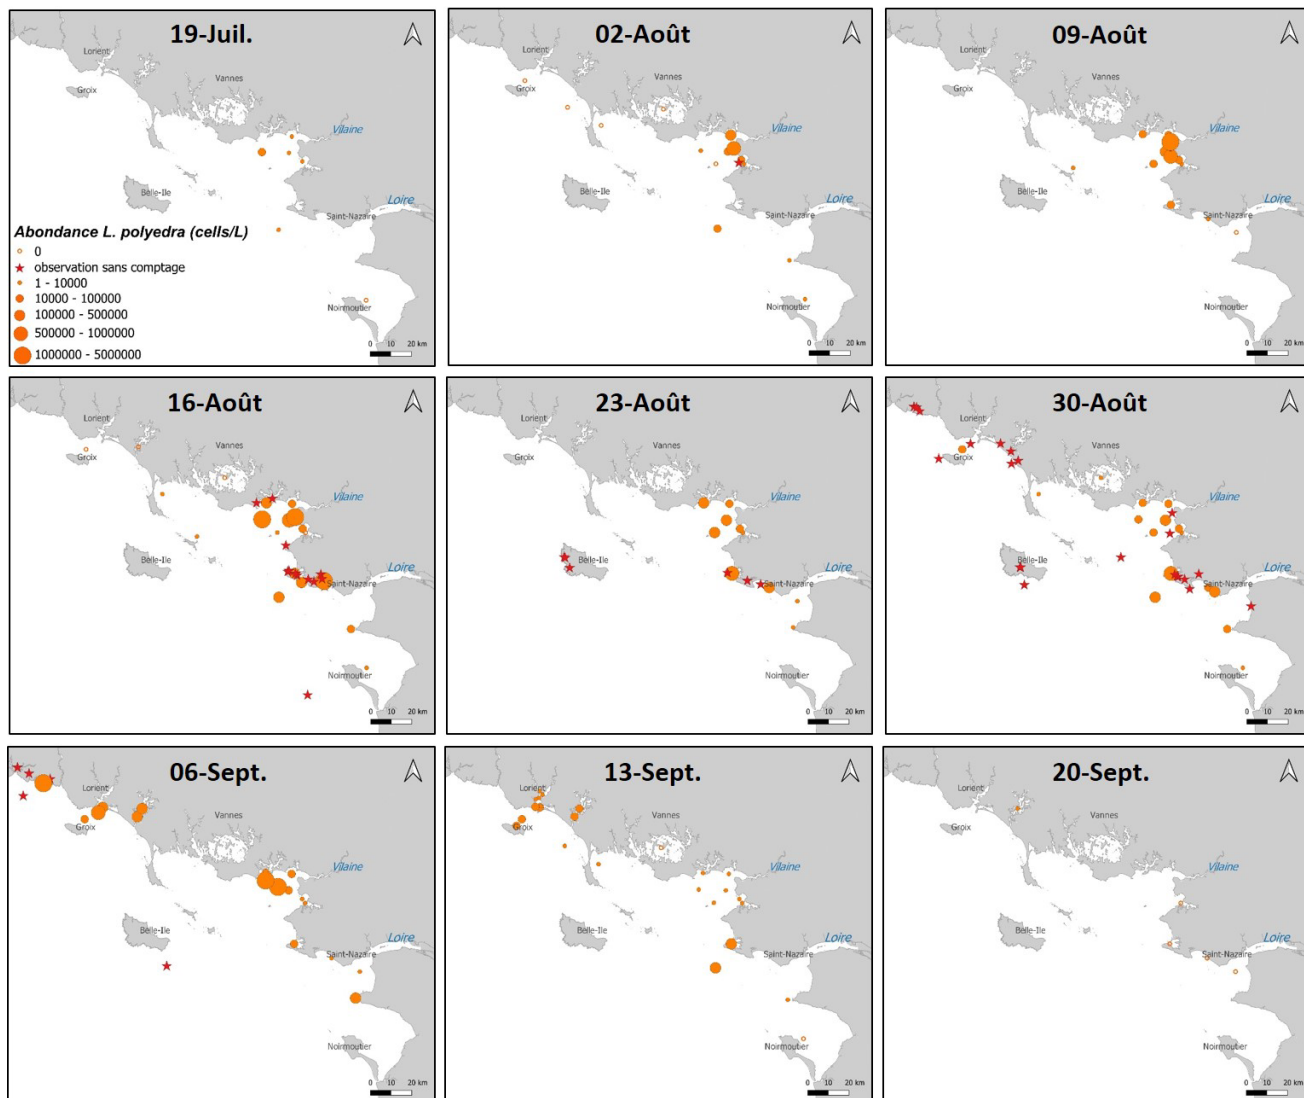 19-Juil.
Lorient
Groix
Vannes
Vilaine
Belle-Ile
Loire
Saint-Nazaire
Abondance L. polyedra (cells/L)
0
observation sans comptage
1 - 10000
10000 - 100000
100000 - 500000
500000 - 1000000
1000000 - 5000000
Noirmoutier
0 10 20 km
02-Août
Lorient
Groix
Vannes
Vilaine
Belle-Ile
Loire
Saint-Nazaire
Noirmoutier
0 10 20 km
09-Août
Lorient
Groix
Vannes
Vilaine
Belle-Ile
Loire
Saint-Nazaire
Noirmoutier
0 10 20 km
16-Août
Lorient
Groix
Vannes
Vilaine
Belle-Ile
Loire
Saint-Nazaire
Noirmoutier
0 10 20 km
23-Août
Lorient
Groix
Vannes
Vilaine
Belle-Ile
Loire
Saint-Nazaire
Noirmoutier
0 10 20 km
30-Août
Lorient
Groix
Vannes
Vilaine
Belle-Ile
Loire
Saint-Nazaire
Noirmoutier
0 10 20 km
06-Sept.
Lorient
Groix
Vannes
Vilaine
Belle-Ile
Loire
Saint-Nazaire
Noirmoutier
0 10 20 km
13-Sept.
Lorient
Groix
Vannes
Vilaine
Belle-Ile
Loire
Saint-Nazaire
Noirmoutier
0 10 20 km
20-Sept.
Lorient
Groix
Vannes
Vilaine
Belle-Ile
Loire
Saint-Nazaire
Noirmoutier
0 10 20 km